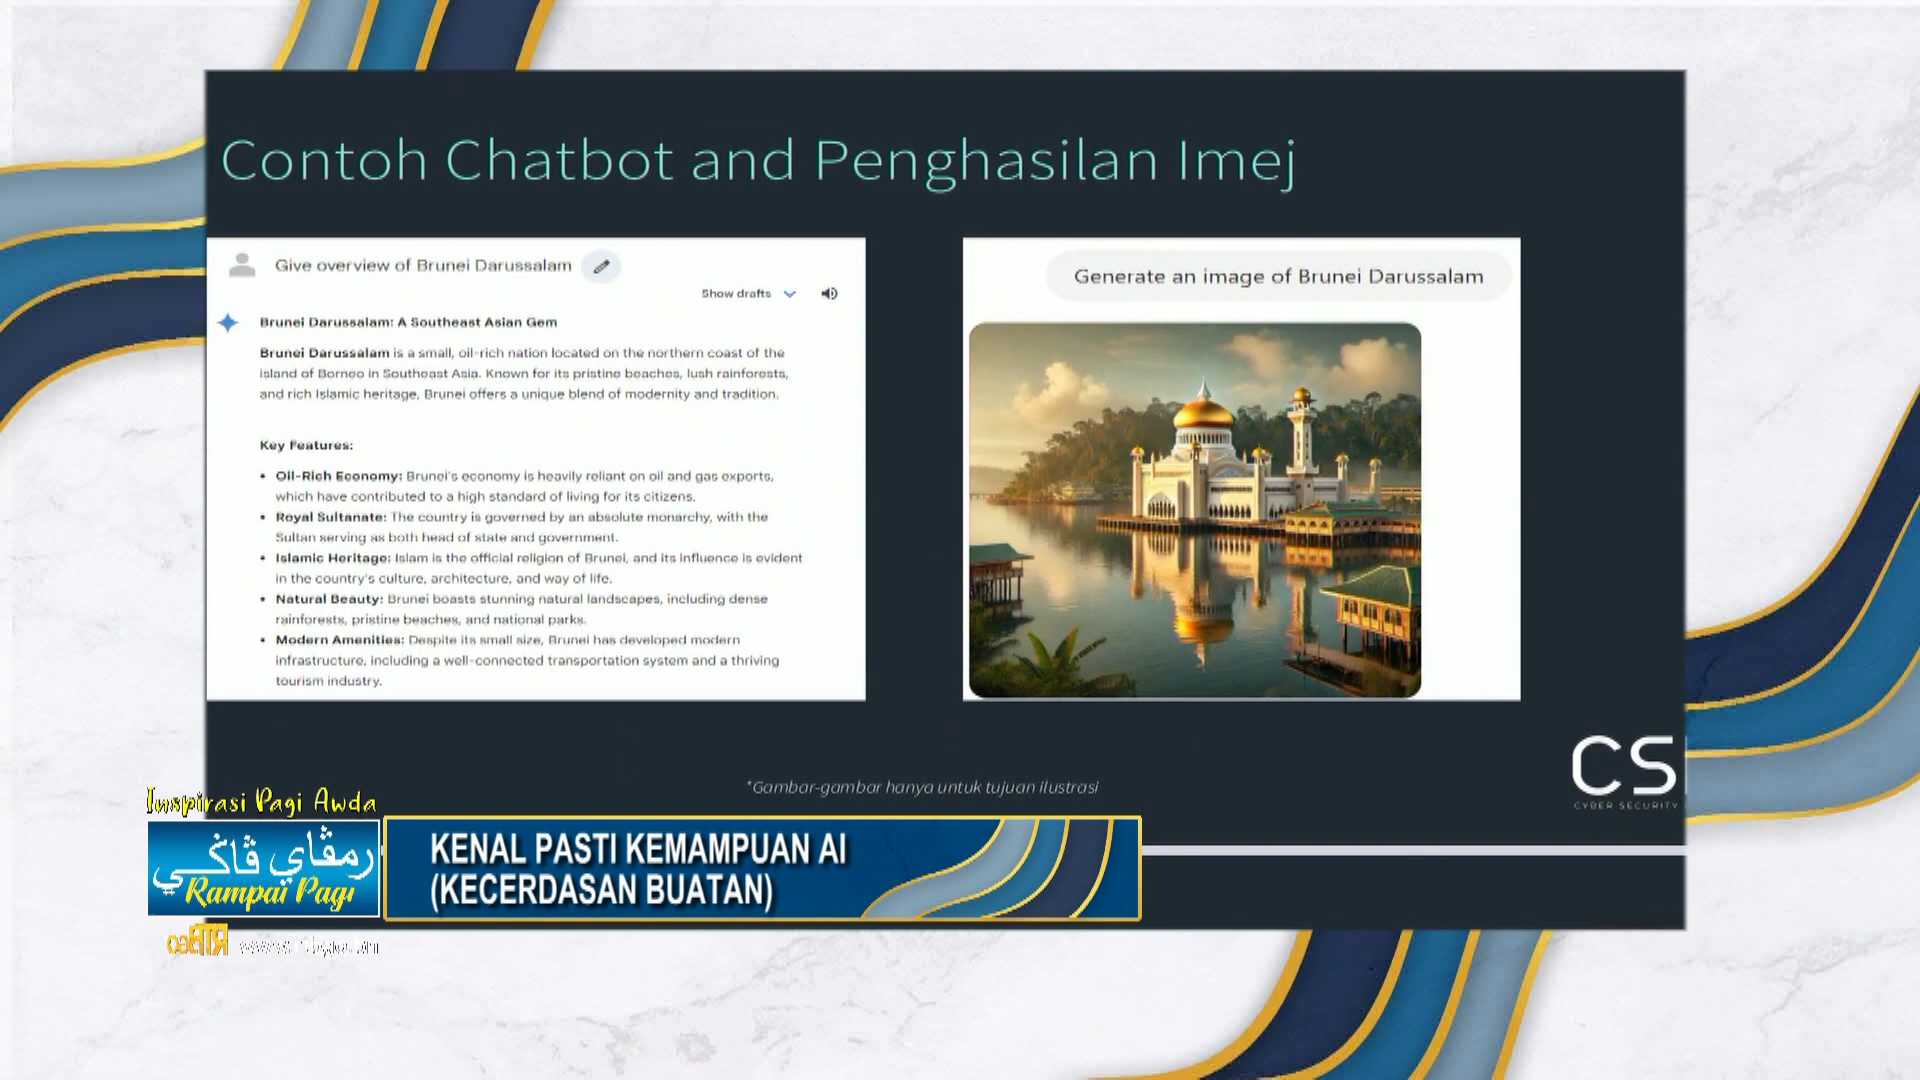 Contoh Chatbot and Penghasilan Imej
Give overview of Brunei Darussalam
Show drafts
Brunei Darussalam: A Southeast Asian Gem
Brunei Darussalam is a small, oil-rich nation located on the northern coast of the
island of Borneo in Southeast Asia. Known for its pristine beaches, lush rainforests,
and rich Islamic heritage, Brunei offers a unique blend of modernity and tradition.
Key Features:
• Oil-Rich Economy: Brunei's economy is heavily reliant on oil and gas exports,
which have contributed to a high standard of living for its citizens.
• Royal Sultanate: The country is governed by an absolute monarchy, with the
Sultan serving as both head of state and government.
• Islamic Heritage: Islam is the official religion of Brunei, and its influence is evident
in the country's culture, architecture, and way of life.
• Natural Beauty: Brunei boasts stunning natural landscapes, including dense
rainforests, pristine beaches, and national parks.
• Modern Amenities: Despite its small size, Brunei has developed modern
infrastructure, including a well-connected transportation system and a thriving
tourism industry.
Generate an image of Brunei Darussalam
*Gambar-gambar hanya untuk tujuan ilustrasi
CS
CYBER SECURITY
Inspirasi Pagi Awda
رمڤاي ڤاݢي
Rampai Pagi
KENAL PASTI KEMAMPUAN AI
(KECERDASAN BUATAN)